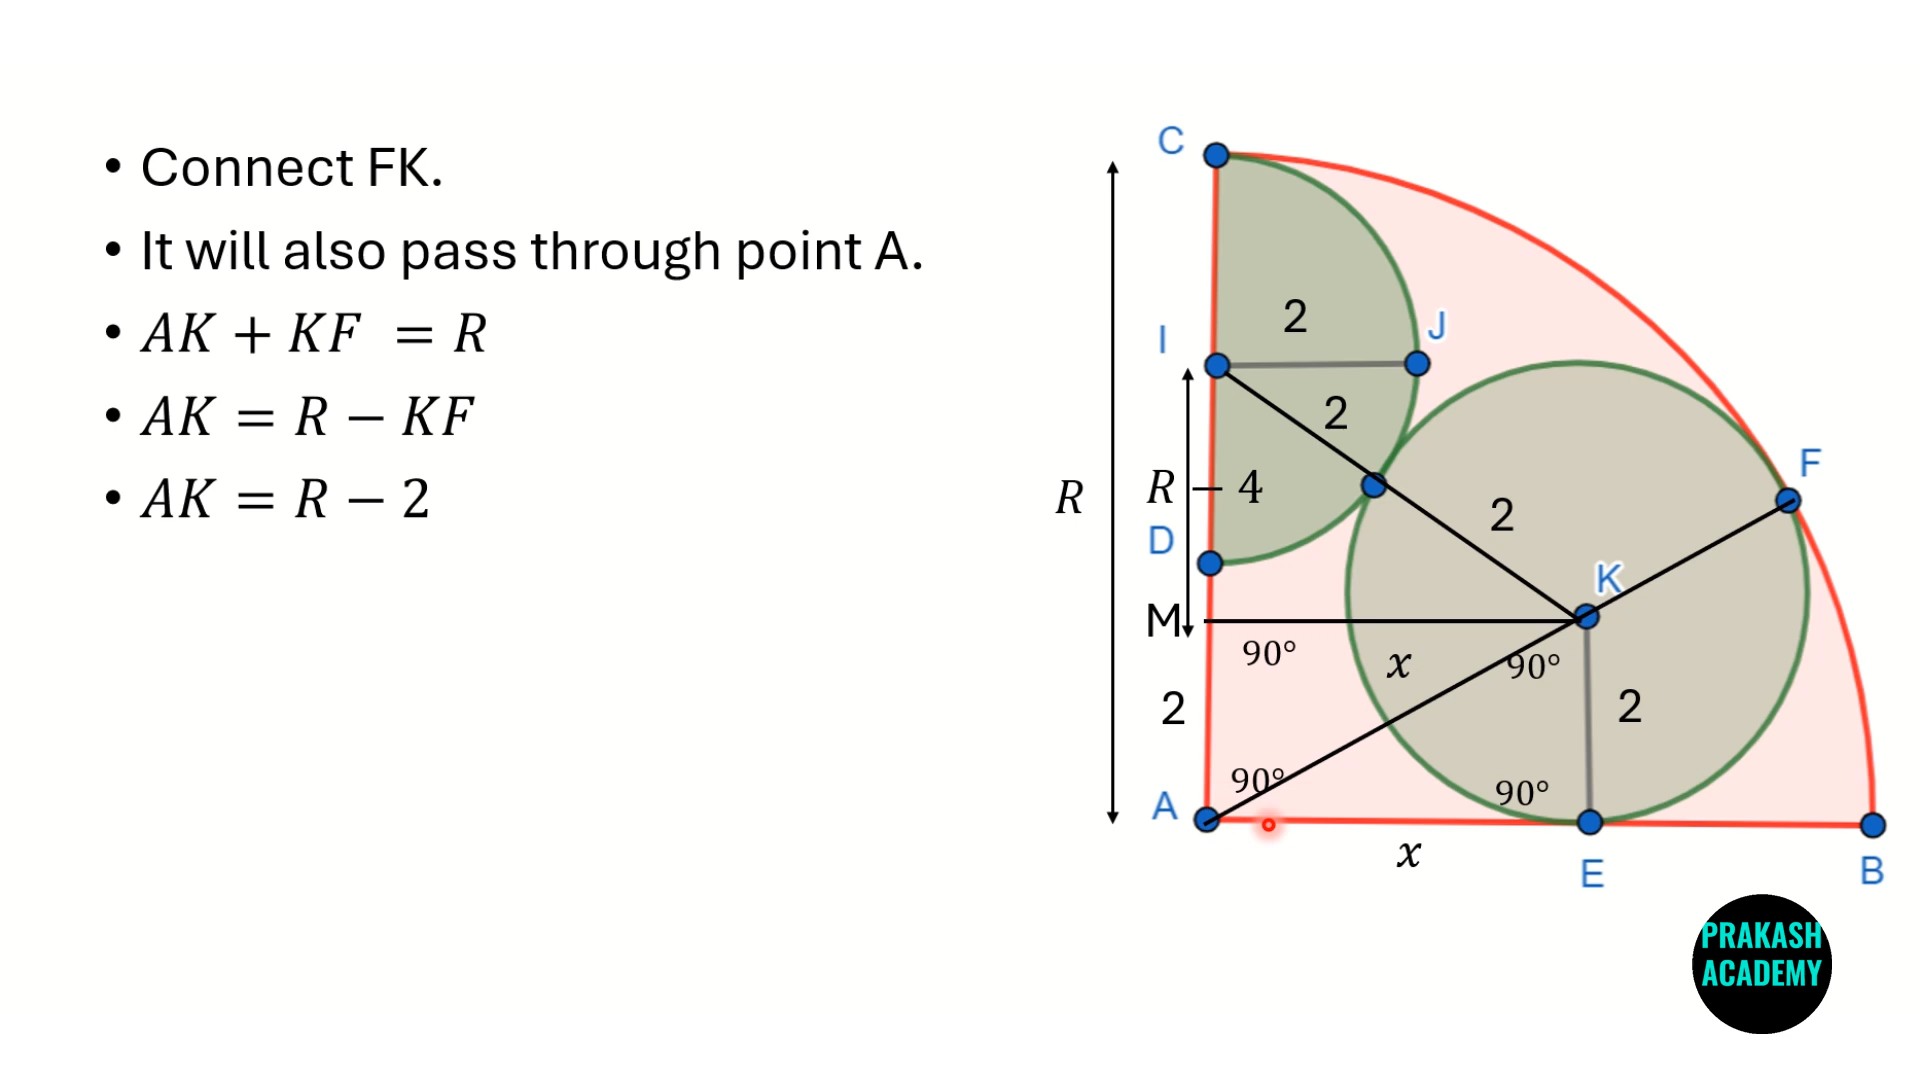 • Connect FK.
• It will also pass through point A.
• AK + KF = R
• AK = R − KF
• AK = R − 2
C
2
J
I
2
F
R
R − 4
2
D
K
M
90°
x
90°
2
2
90°
90°
A
x
E
B
PRAKASH
ACADEMY